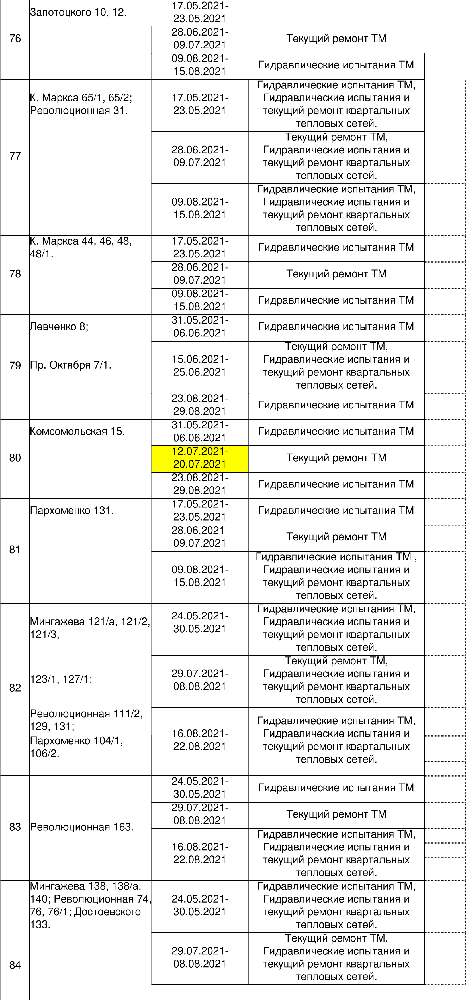 Запотоцкого 10, 12.
17.05.2021-
23.05.2021
76
28.06.2021-
09.07.2021
Текущий ремонт ТМ
09.08.2021-
15.08.2021
Гидравлические испытания ТМ
77
К. Маркса 65/1, 65/2;
Революционная 31.
17.05.2021-
23.05.2021
Гидравлические испытания ТМ,
Гидравлические испытания и
текущий ремонт квартальных
тепловых сетей.
28.06.2021-
09.07.2021
Текущий ремонт ТМ,
Гидравлические испытания и
текущий ремонт квартальных
тепловых сетей.
09.08.2021-
15.08.2021
Гидравлические испытания ТМ,
Гидравлические испытания и
текущий ремонт квартальных
тепловых сетей.
78
К. Маркса 44, 46, 48,
48/1.
17.05.2021-
23.05.2021
Гидравлические испытания ТМ
28.06.2021-
09.07.2021
Текущий ремонт ТМ
09.08.2021-
15.08.2021
Гидравлические испытания ТМ
79
Левченко 8;
Пр. Октября 7/1.
31.05.2021-
06.06.2021
Гидравлические испытания ТМ
15.06.2021-
25.06.2021
Текущий ремонт ТМ,
Гидравлические испытания и
текущий ремонт квартальных
тепловых сетей.
23.08.2021-
29.08.2021
Гидравлические испытания ТМ
80
Комсомольская 15.
31.05.2021-
06.06.2021
Гидравлические испытания ТМ
12.07.2021-
20.07.2021
Текущий ремонт ТМ
23.08.2021-
29.08.2021
Гидравлические испытания ТМ
81
Пархоменко 131.
17.05.2021-
23.05.2021
Гидравлические испытания ТМ
28.06.2021-
09.07.2021
Текущий ремонт ТМ
09.08.2021-
15.08.2021
Гидравлические испытания ТМ ,
Гидравлические испытания и
текущий ремонт квартальных
тепловых сетей.
82
Мингажева 121/а, 121/2,
121/3,
123/1, 127/1;
Революционная 111/2,
129, 131;
Пархоменко 104/1,
106/2.
24.05.2021-
30.05.2021
Гидравлические испытания ТМ,
Гидравлические испытания и
текущий ремонт квартальных
тепловых сетей.
29.07.2021-
08.08.2021
Текущий ремонт ТМ,
Гидравлические испытания и
текущий ремонт квартальных
тепловых сетей.
16.08.2021-
22.08.2021
Гидравлические испытания ТМ,
Гидравлические испытания и
текущий ремонт квартальных
тепловых сетей.
83
Революционная 163.
24.05.2021-
30.05.2021
Гидравлические испытания ТМ
29.07.2021-
08.08.2021
Текущий ремонт ТМ
16.08.2021-
22.08.2021
Гидравлические испытания ТМ,
Гидравлические испытания и
текущий ремонт квартальных
тепловых сетей.
84
Мингажева 138, 138/а,
140; Революционная 74,
76, 76/1; Достоевского
133.
24.05.2021-
30.05.2021
Гидравлические испытания ТМ,
Гидравлические испытания и
текущий ремонт квартальных
тепловых сетей.
29.07.2021-
08.08.2021
Текущий ремонт ТМ,
Гидравлические испытания и
текущий ремонт квартальных
тепловых сетей.